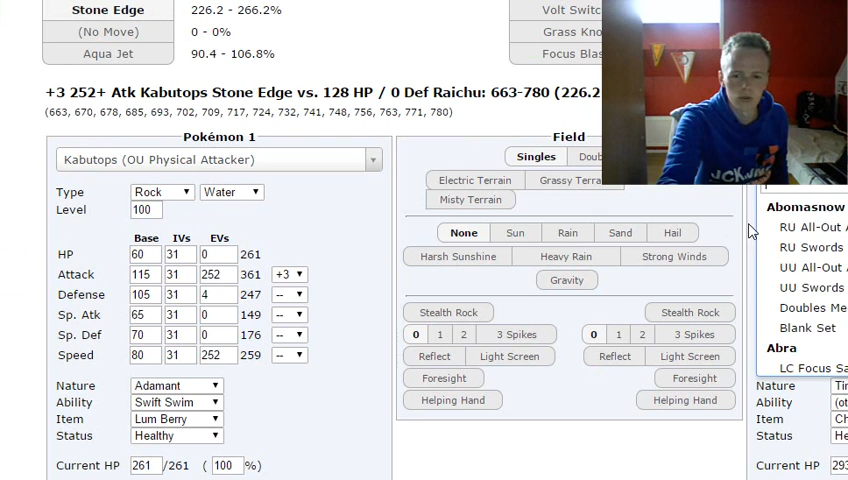 Stone Edge 226.2 - 266.2% Volt Switc
(No Move) 0 - 0% Grass Kno
Aqua Jet 90.4 - 106.8% Focus Blas
+3 252+ Atk Kabutops Stone Edge vs. 128 HP / 0 Def Raichu: 663-780 (226.2
(663, 670, 678, 685, 693, 702, 709, 717, 724, 732, 741, 748, 756, 763, 771, 780)
Pokémon 1
Kabutops (OU Physical Attacker)
Type Rock Water
Level 100
Base IVs EVs
HP 60 31 0 261
Attack 115 31 252 361 +3
Defense 105 31 4 247 --
Sp. Atk 65 31 0 149 --
Sp. Def 70 31 0 176 --
Speed 80 31 252 259 --
Nature Adamant
Ability Swift Swim
Item Lum Berry
Status Healthy
Current HP 261 /261 ( 100 %)
Field
Singles Doub
Electric Terrain Grassy Terra
Misty Terrain
None Sun Rain Sand Hail
Harsh Sunshine Heavy Rain Strong Winds
Gravity
Stealth Rock Stealth Rock
0 1 2 3 Spikes 0 1 2 3 Spikes
Reflect Light Screen Reflect Light Screen
Foresight Foresight
Helping Hand Helping Hand
Abomasnow
RU All-Out A
RU Swords
UU All-Out
UU Swords
Doubles Me
Blank Set
Abra
LC Focus Sa
Nature Tim
Ability (ot
Item Ch
Status He
Current HP 293